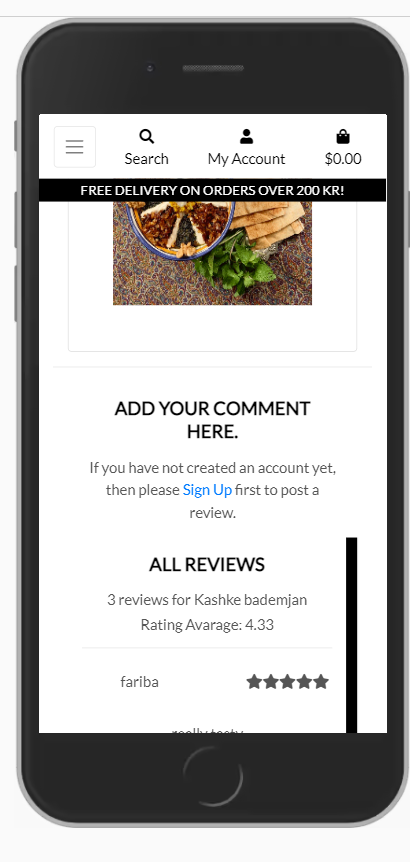 Search My Account $0.00
FREE DELIVERY ON ORDERS OVER 200 KR!
ADD YOUR COMMENT
HERE.
If you have not created an account yet,
then please Sign Up first to post a
review.
ALL REVIEWS
3 reviews for Kashke bademjan
Rating Avarage: 4.33
fariba
really tasty